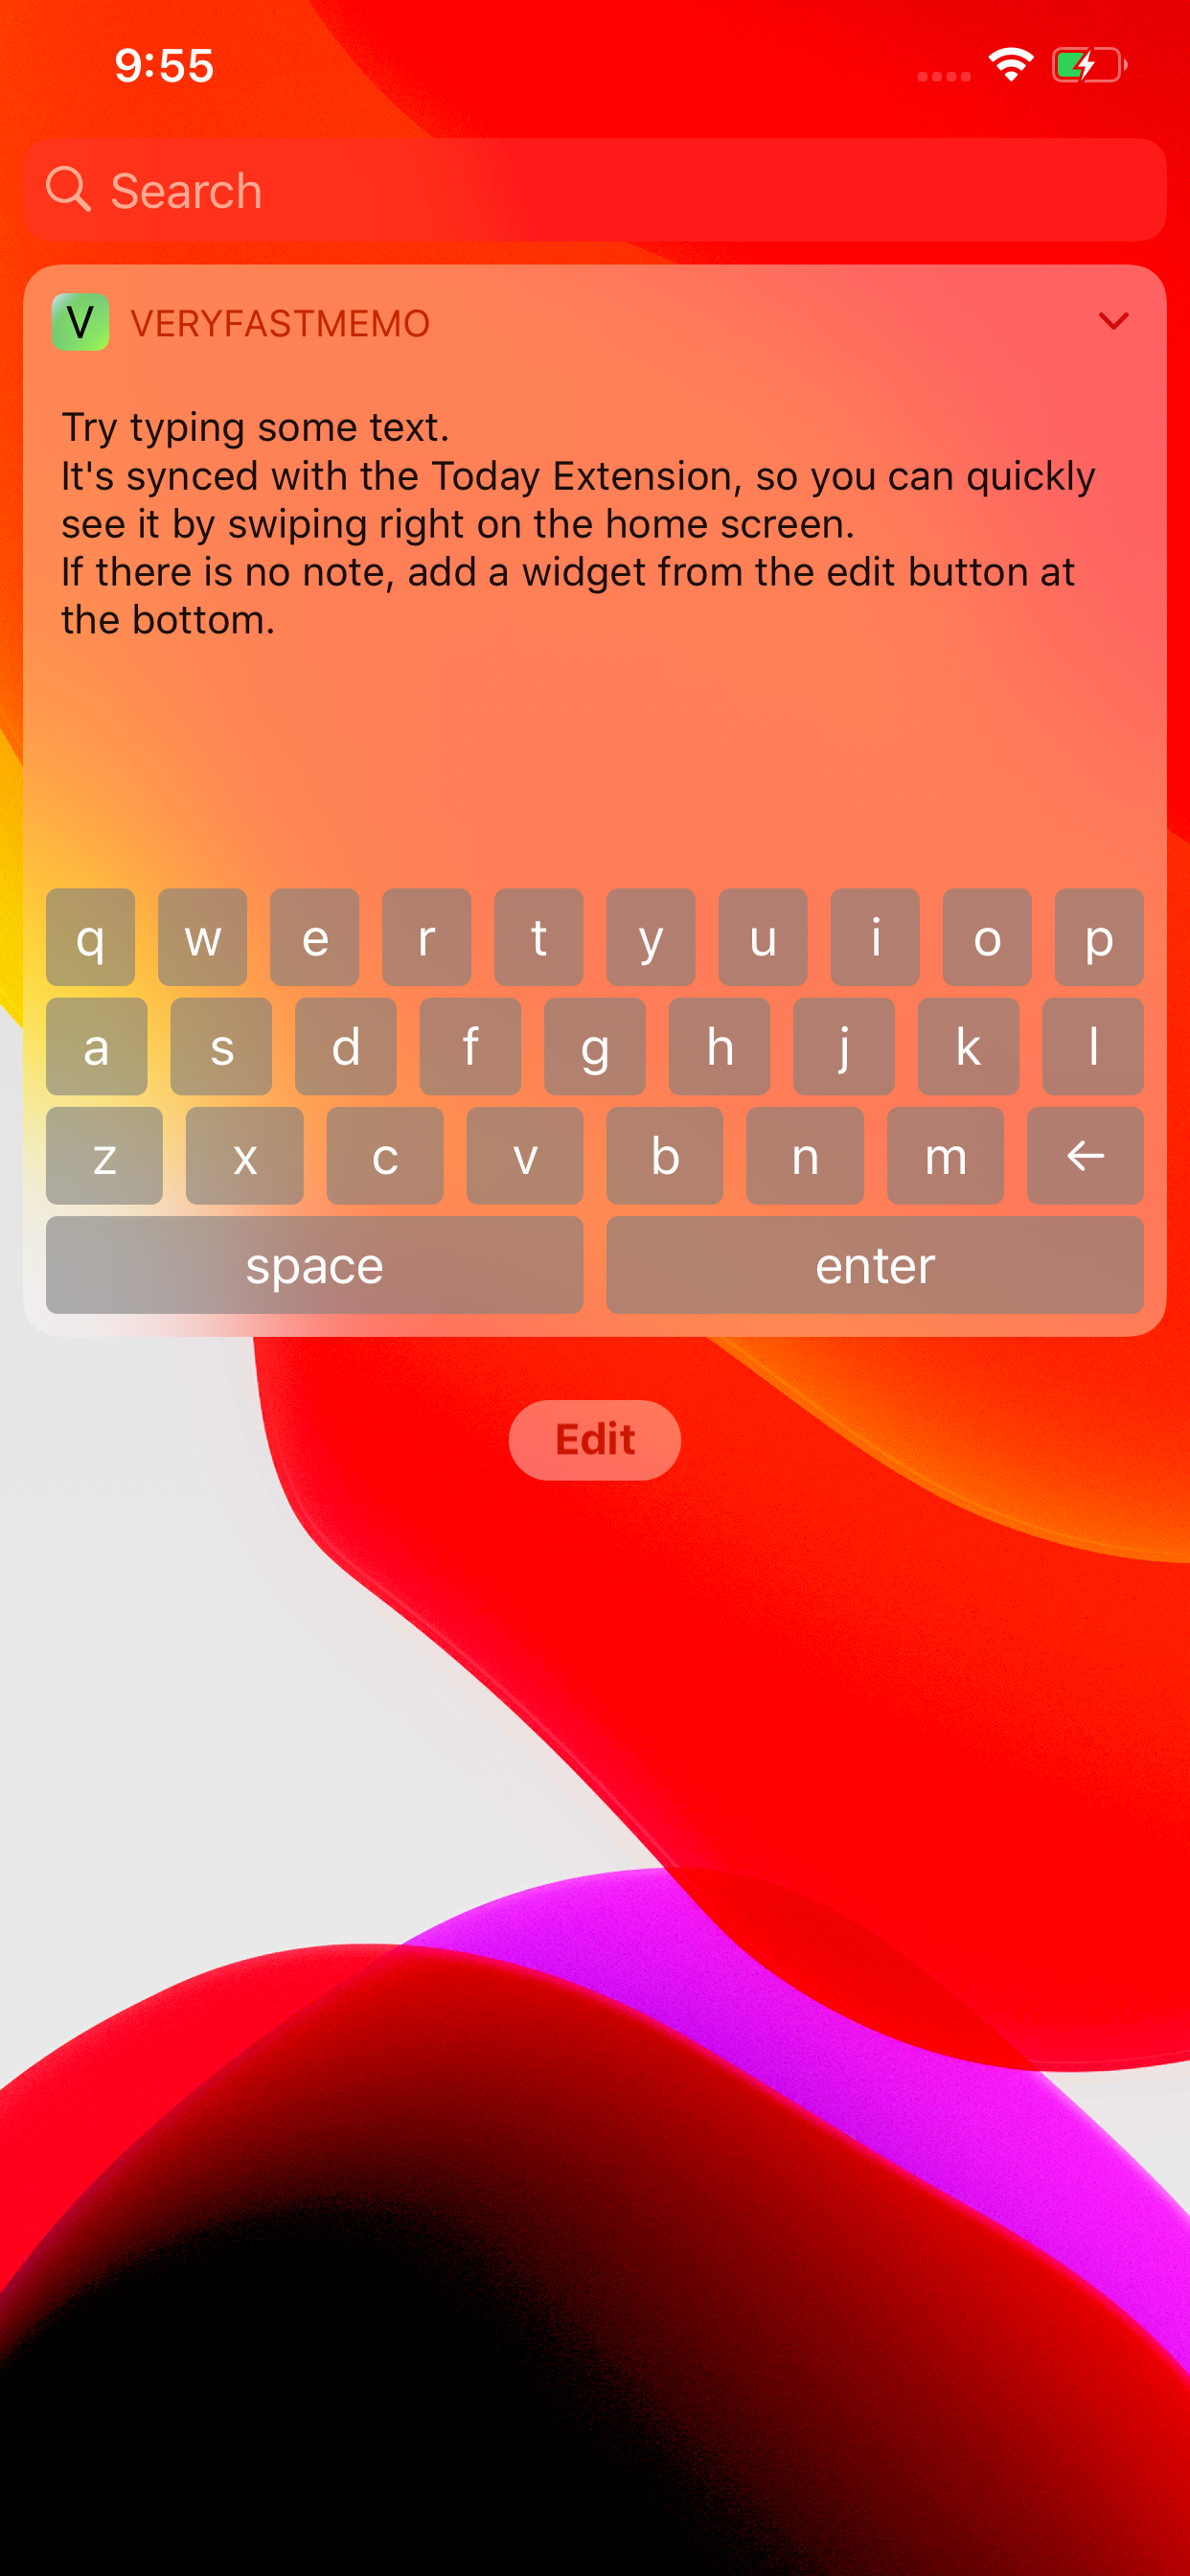 9:55
Search
V VERYFASTMEMO
Try typing some text.
It's synced with the Today Extension, so you can quickly
see it by swiping right on the home screen.
If there is no note, add a widget from the edit button at
the bottom.
q w e r t y u i o p
a s d f g h j k l
z x c v b n m ←
space enter
Edit